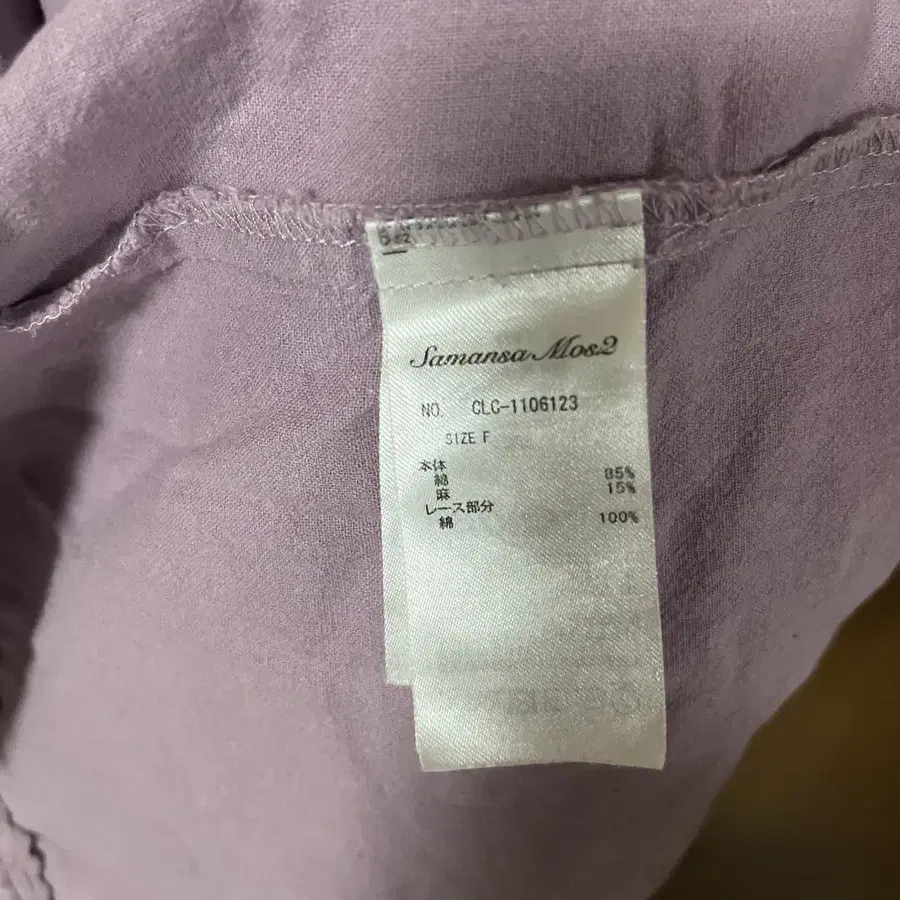 Samansa Mos2
NO. CLC-1106123
SIZE F
本体
綿 85%
麻 15%
レース部分
綿 100%